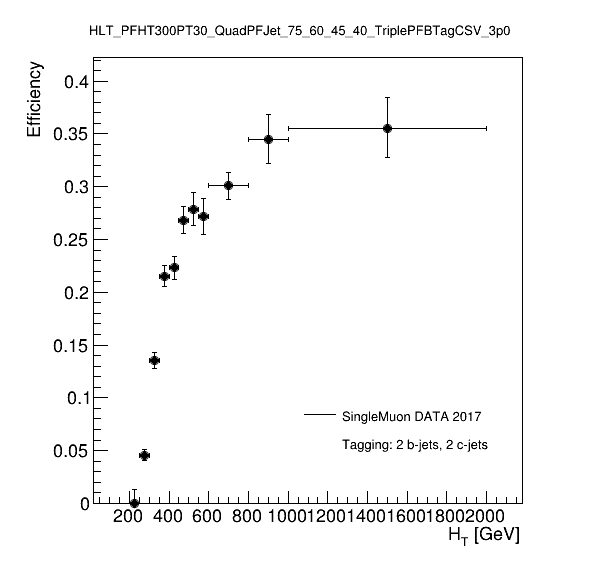 HLT_PFHT300PT30_QuadPFJet_75_60_45_40_TriplePFBTagCSV_3p0
Efficiency
0.4
0.35
0.3
0.25
0.2
0.15
0.1
0.05
0
SingleMuon DATA 2017
Tagging: 2 b-jets, 2 c-jets
200 400 600 800 1000 1200 1400 1600 1800 2000
H_T [GeV]